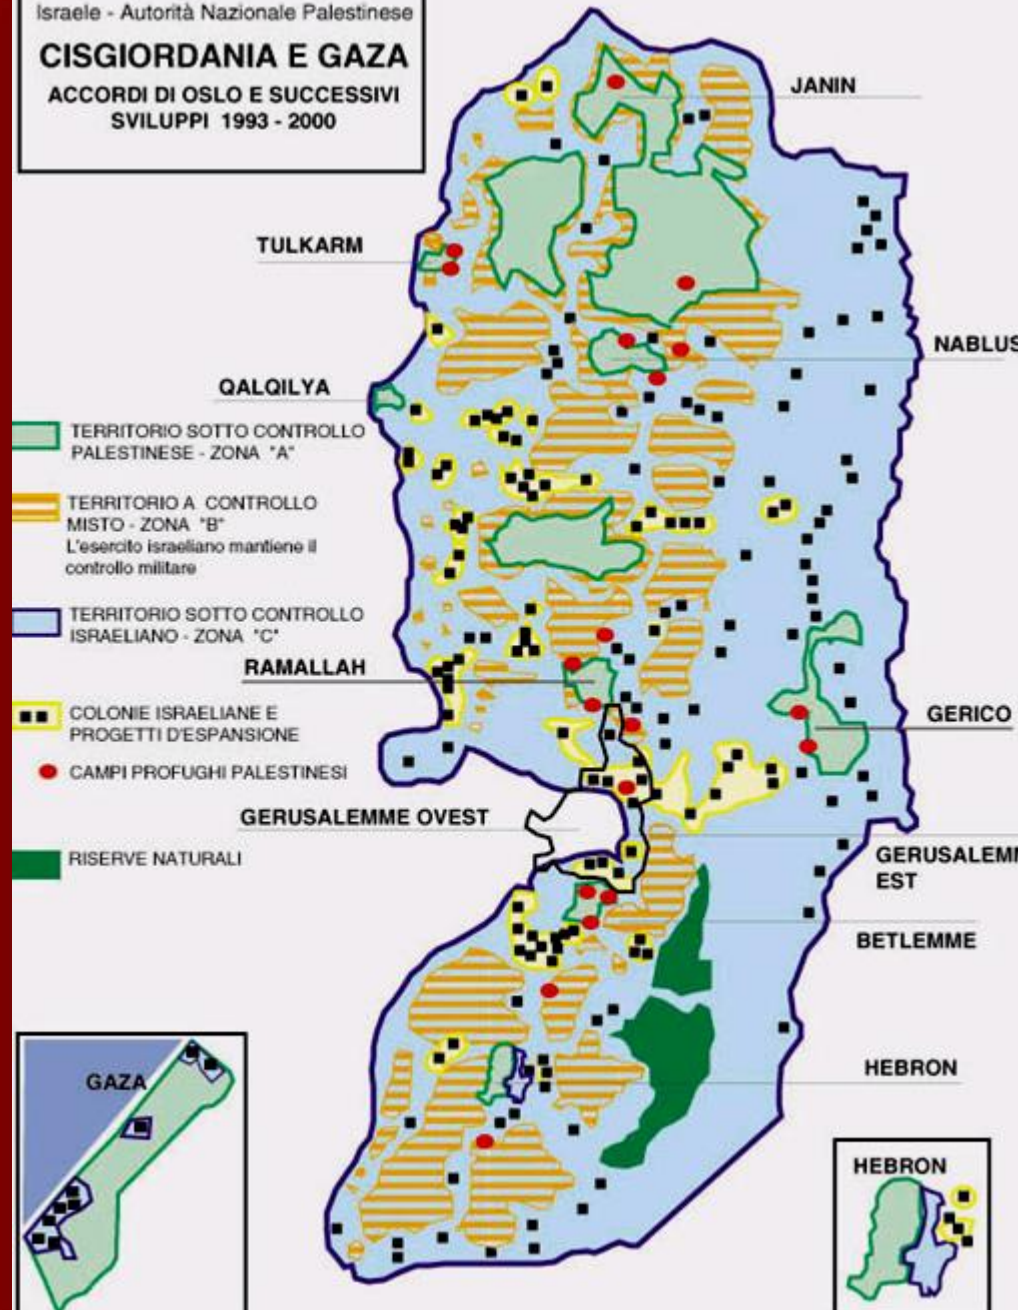 Israele - Autorità Nazionale Palestinese
CISGIORDANIA E GAZA
ACCORDI DI OSLO E SUCCESSIVI
SVILUPPI 1993 - 2000
JANIN
TULKARM
NABLUS
QALQILYA
TERRITORIO SOTTO CONTROLLO
PALESTINESE - ZONA "A"
TERRITORIO A CONTROLLO
MISTO - ZONA "B"
L'esercito israeliano mantiene il
controllo militare
TERRITORIO SOTTO CONTROLLO
ISRAELIANO - ZONA "C"
RAMALLAH
COLONIE ISRAELIANE E
PROGETTI D'ESPANSIONE
GERICO
CAMPI PROFUGHI PALESTINESI
GERUSALEMME OVEST
RISERVE NATURALI
GERUSALEMM
EST
BETLEMME
HEBRON
GAZA
HEBRON